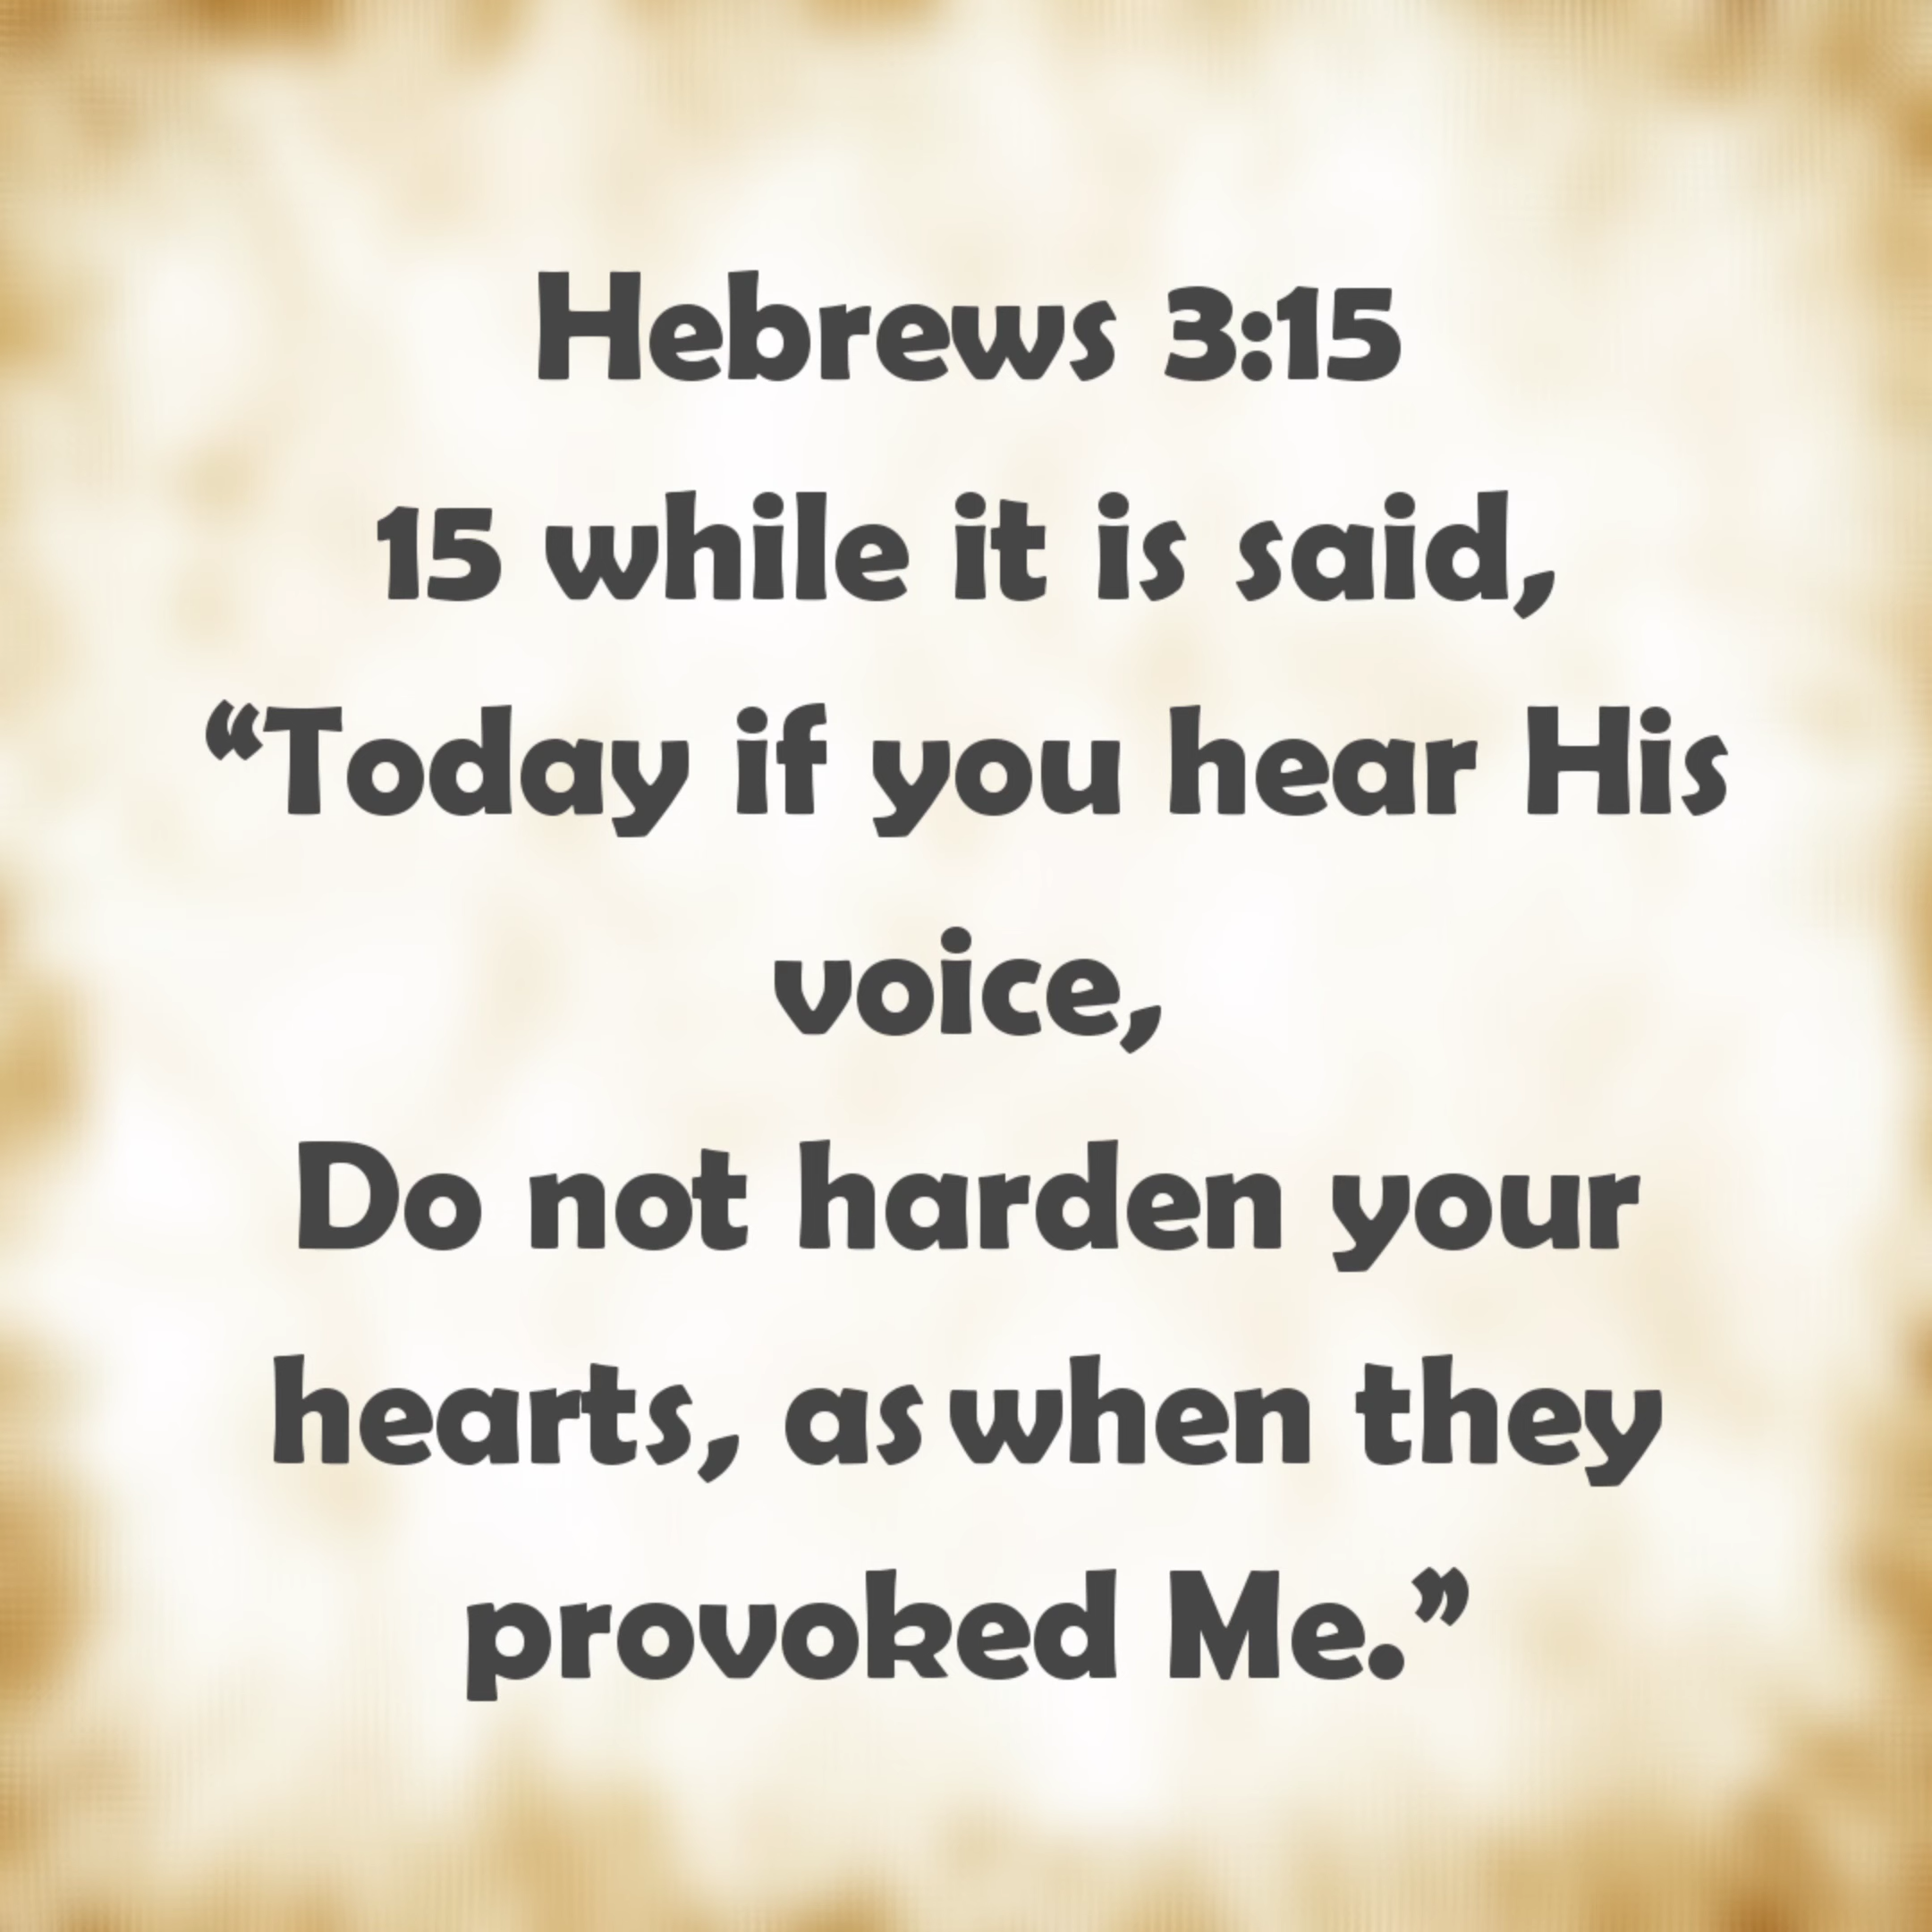 Hebrews 3:15
15 while it is said,
“Today if you hear His
voice,
Do not harden your
hearts, as when they
provoked Me.”